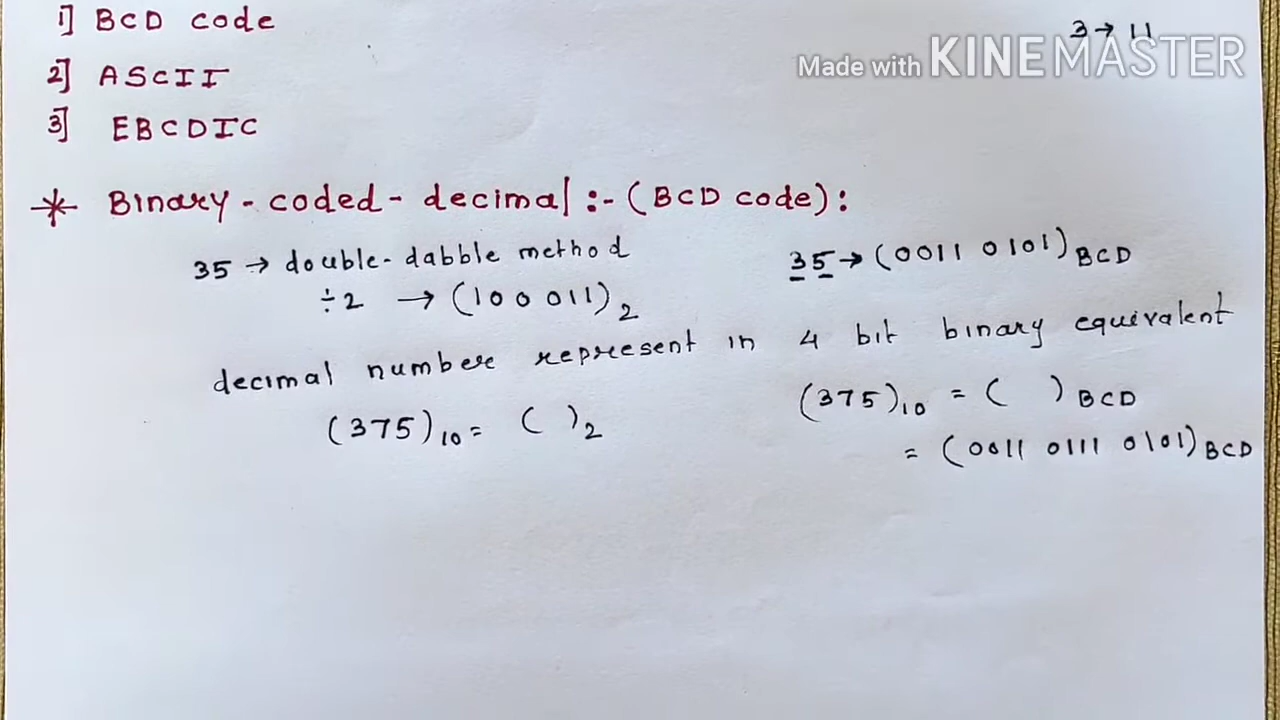 1] BCD code
3 → 11
Made with KINEMASTER
2] ASCII
3] EBCDIC
* Binary-coded-decimal :- (BCD code) :
35 → double-dabble method
35 → (0011 0101)BCD
÷2 → (100011)2
decimal number represent in 4 bit binary equivalent
(375)10 = ( )2
(375)10 = ( )BCD
= (0011 0111 0101)BCD